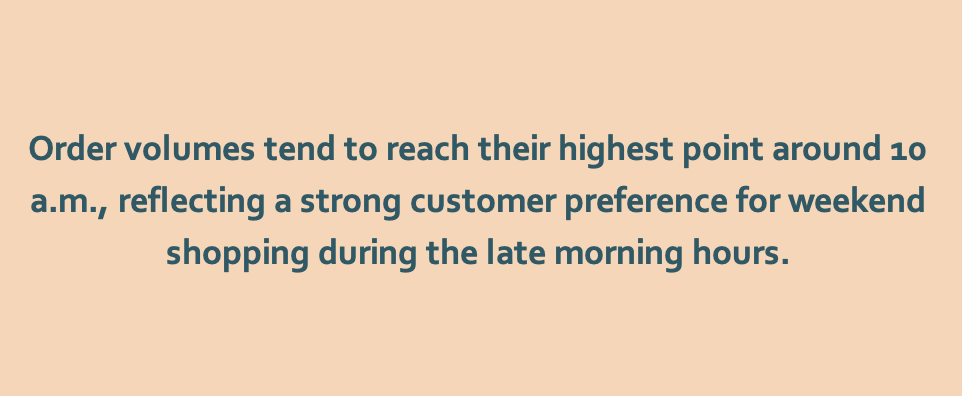 Order volumes tend to reach their highest point around 10
a.m., reflecting a strong customer preference for weekend
shopping during the late morning hours.